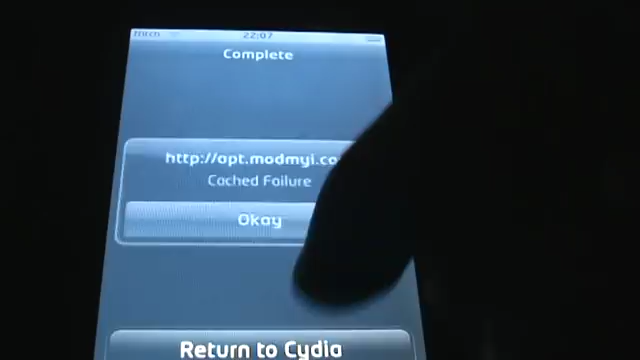 22:07
Complete
http://apt.modmyi.co
Cached Failure
Okay
Return to Cydia